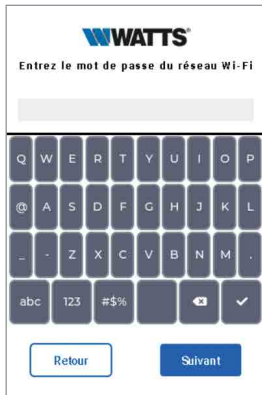 WATTS
Entrez le mot de passe du réseau Wi-Fi
Q W E R T Y U I O P
@ A S D F G H J K L
_ - Z X C V B N M .
abc 123 #$%
Retour Suivant